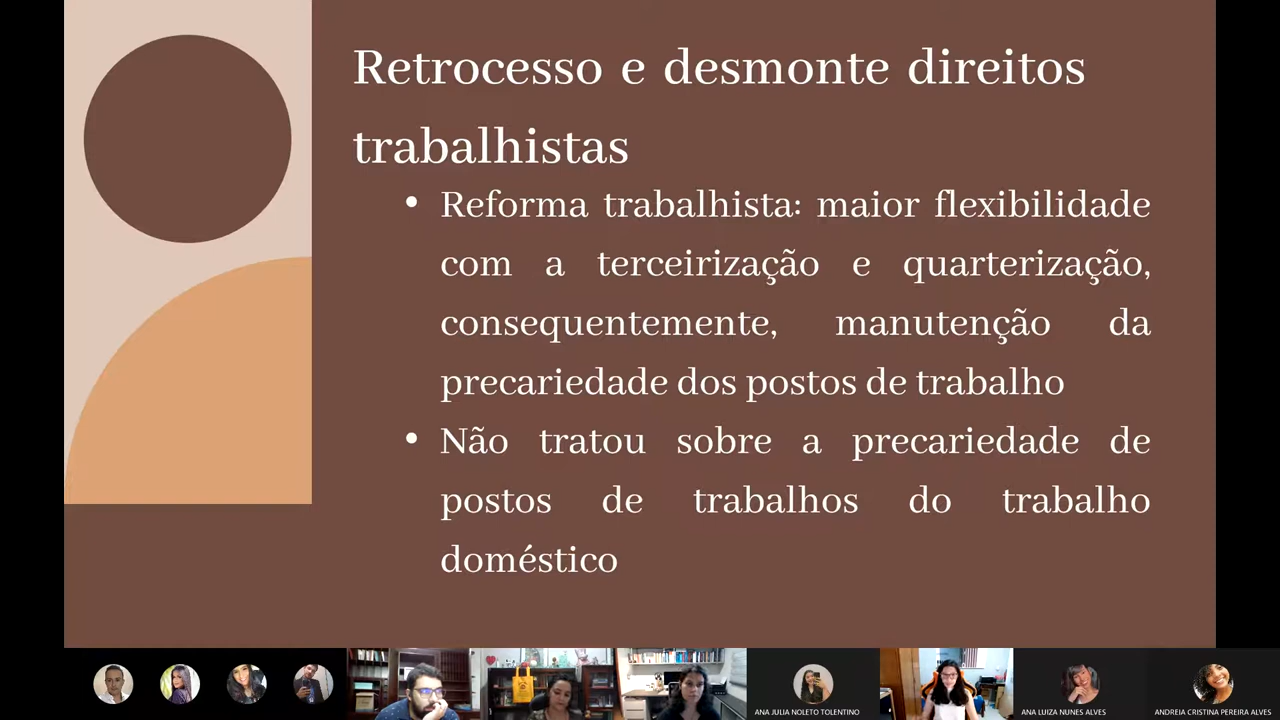 Retrocesso e desmonte direitos
trabalhistas
• Reforma trabalhista: maior flexibilidade
com a terceirização e quarterização,
consequentemente, manutenção da
precariedade dos postos de trabalho
• Não tratou sobre a precariedade de
postos de trabalhos do trabalho
doméstico
ANA JULIA NOLETO TOLENTINO
ANA LUIZA NUNES ALVES
ANDREIA CRISTINA PEREIRA ALVES